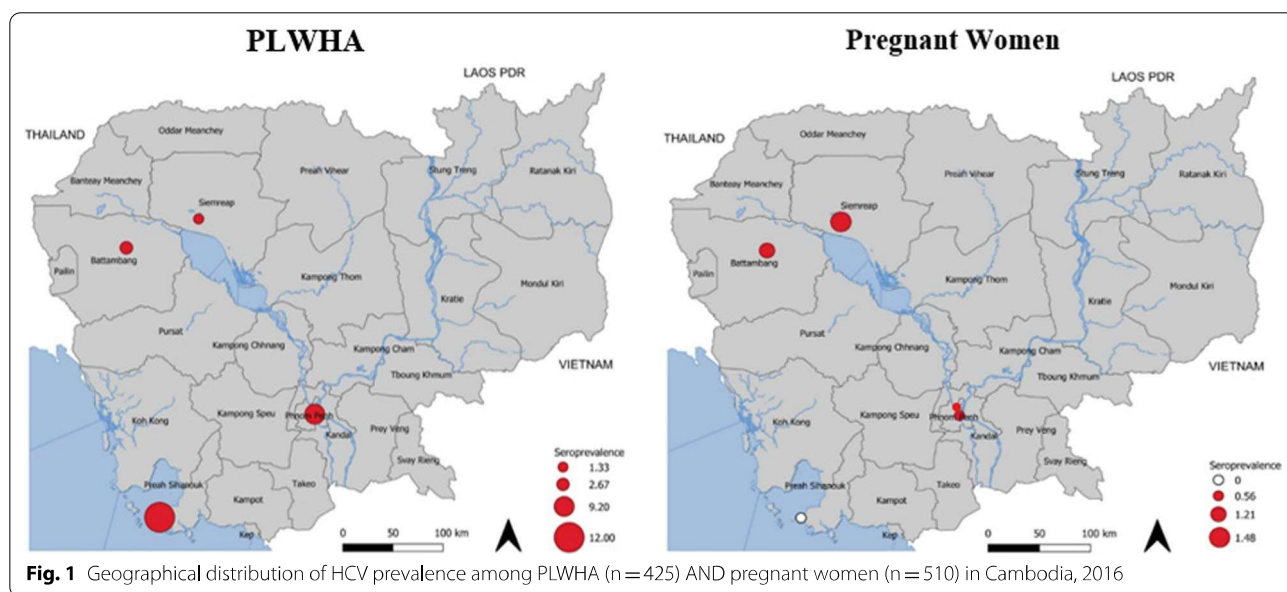 PLWHA
LAOS PDR
THAILAND
Oddar Meanchey
Banteay Meanchey
Preah Vihear
Stung Treng
Ratanak Kiri
Siemreap
Battambang
Pailin
Kampong Thom
Mondul Kiri
Kratie
Pursat
Kampong Chhnang
Kampong Cham
VIETNAM
Tboung Khmum
Koh Kong
Kampong Speu
Phnom Penh
Kandal
Prey Veng
Svay Rieng
Preah Sihanouk
Takeo
Kampot
Kep
Seroprevalence
1.33
2.67
9.20
12.00
0 50 100 km
Pregnant Women
LAOS PDR
THAILAND
Oddar Meanchey
Banteay Meanchey
Preah Vihear
Stung Treng
Ratanak Kiri
Siemreap
Battambang
Pailin
Kampong Thom
Mondul Kiri
Kratie
Pursat
Kampong Chhnang
Kampong Cham
VIETNAM
Tboung Khmum
Koh Kong
Kampong Speu
Phnom Penh
Kandal
Prey Veng
Svay Rieng
Preah Sihanouk
Takeo
Kampot
Kep
Seroprevalence
0
0.56
1.21
1.48
0 50 100 km
Fig. 1 Geographical distribution of HCV prevalence among PLWHA (n = 425) AND pregnant women (n = 510) in Cambodia, 2016